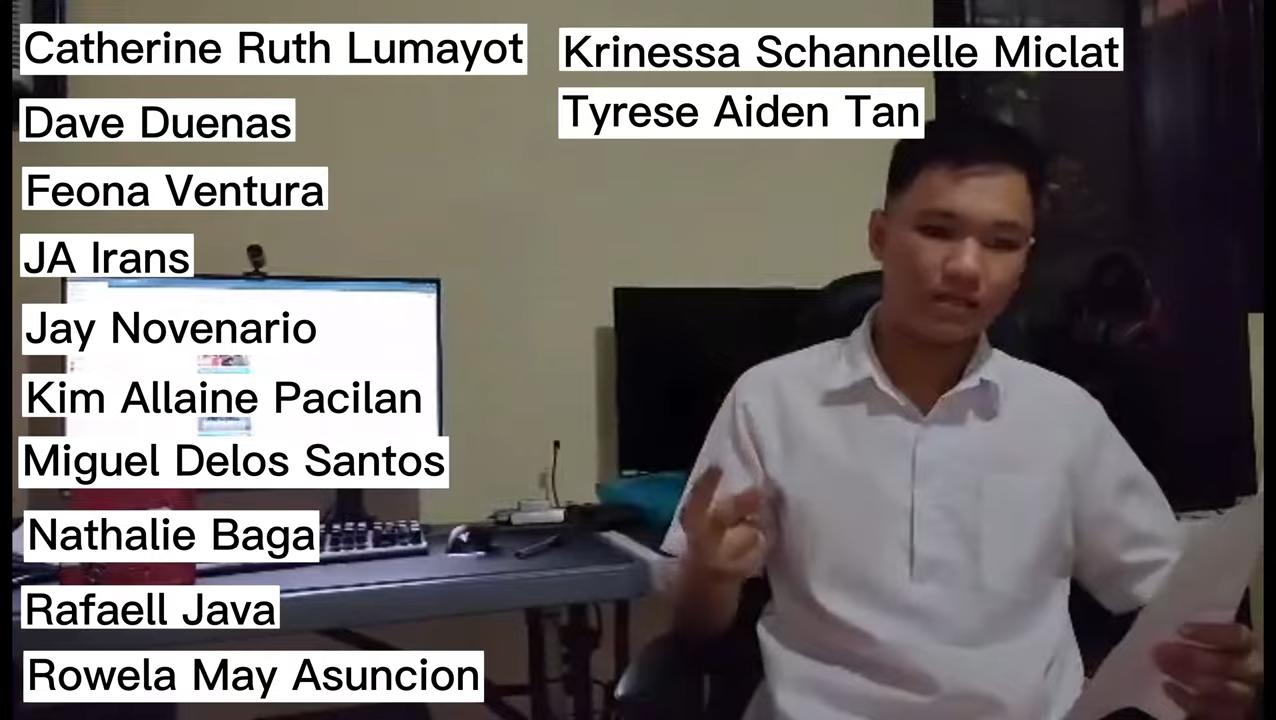 Catherine Ruth Lumayot
Dave Duenas
Feona Ventura
JA Irans
Jay Novenario
Kim Allaine Pacilan
Miguel Delos Santos
Nathalie Baga
Rafaell Java
Rowela May Asuncion
Krinessa Schannelle Miclat
Tyrese Aiden Tan